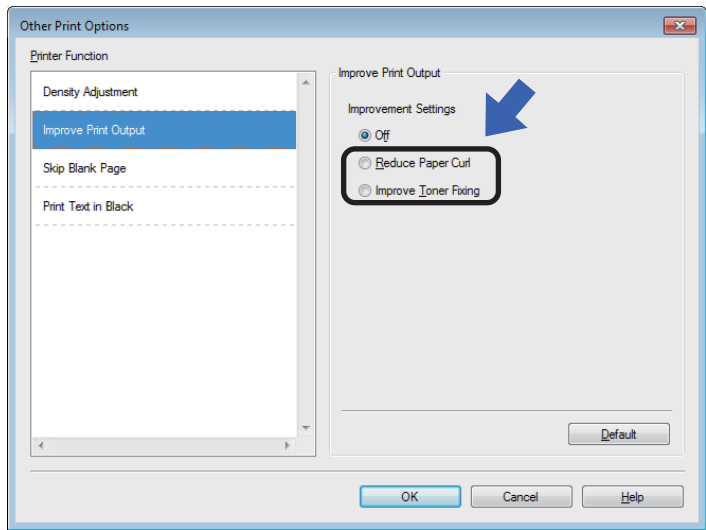 Other Print Options
Printer Function
Density Adjustment
Improve Print Output
Skip Blank Page
Print Text in Black
Improve Print Output
Improvement Settings
Off
Reduce Paper Curl
Improve Toner Fixing
Default
OK
Cancel
Help